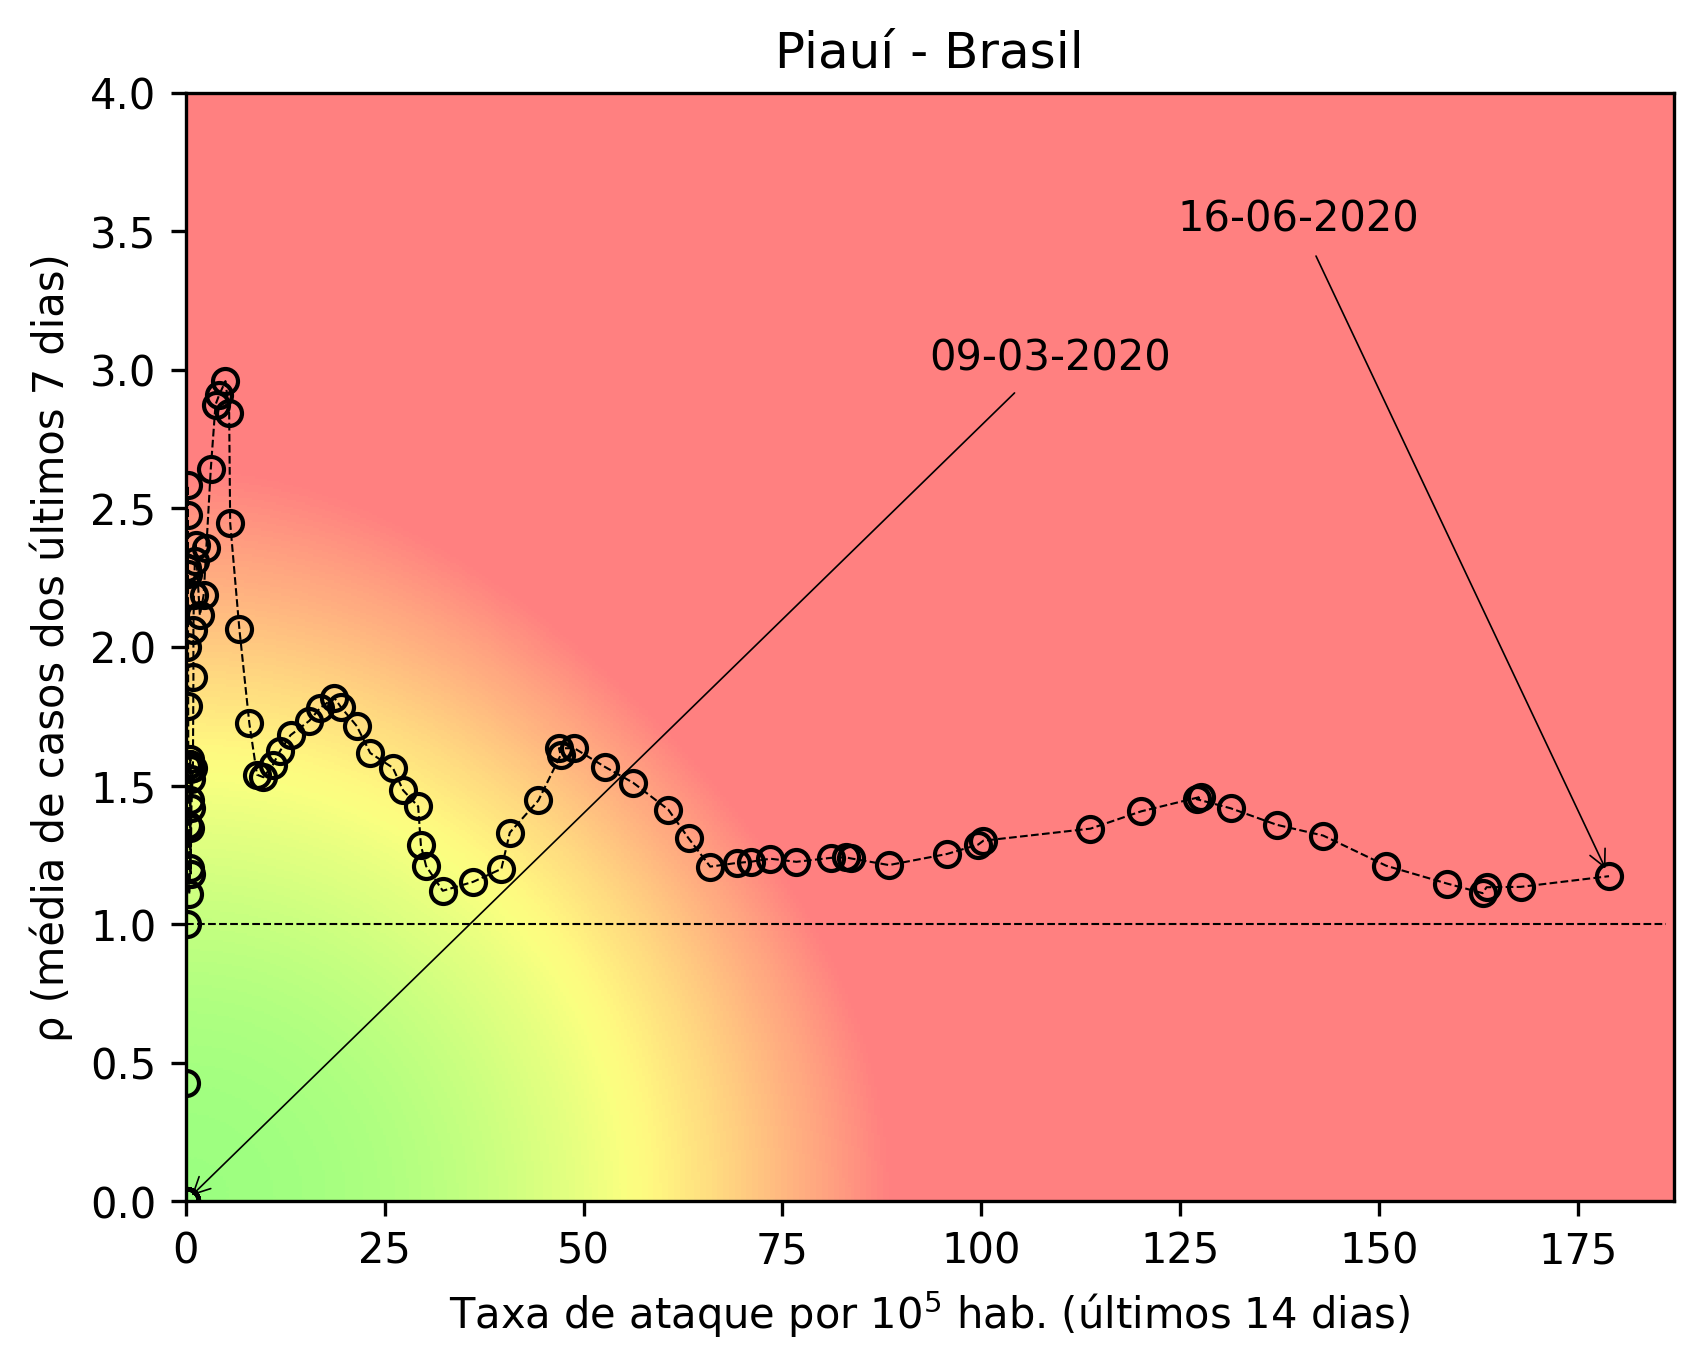 Piauí - Brasil
4.0
3.5
3.0
2.5
2.0
1.5
1.0
0.5
0.0
ρ (média de casos dos últimos 7 dias)
16-06-2020
09-03-2020
0 25 50 75 100 125 150 175
Taxa de ataque por 10⁵ hab. (últimos 14 dias)